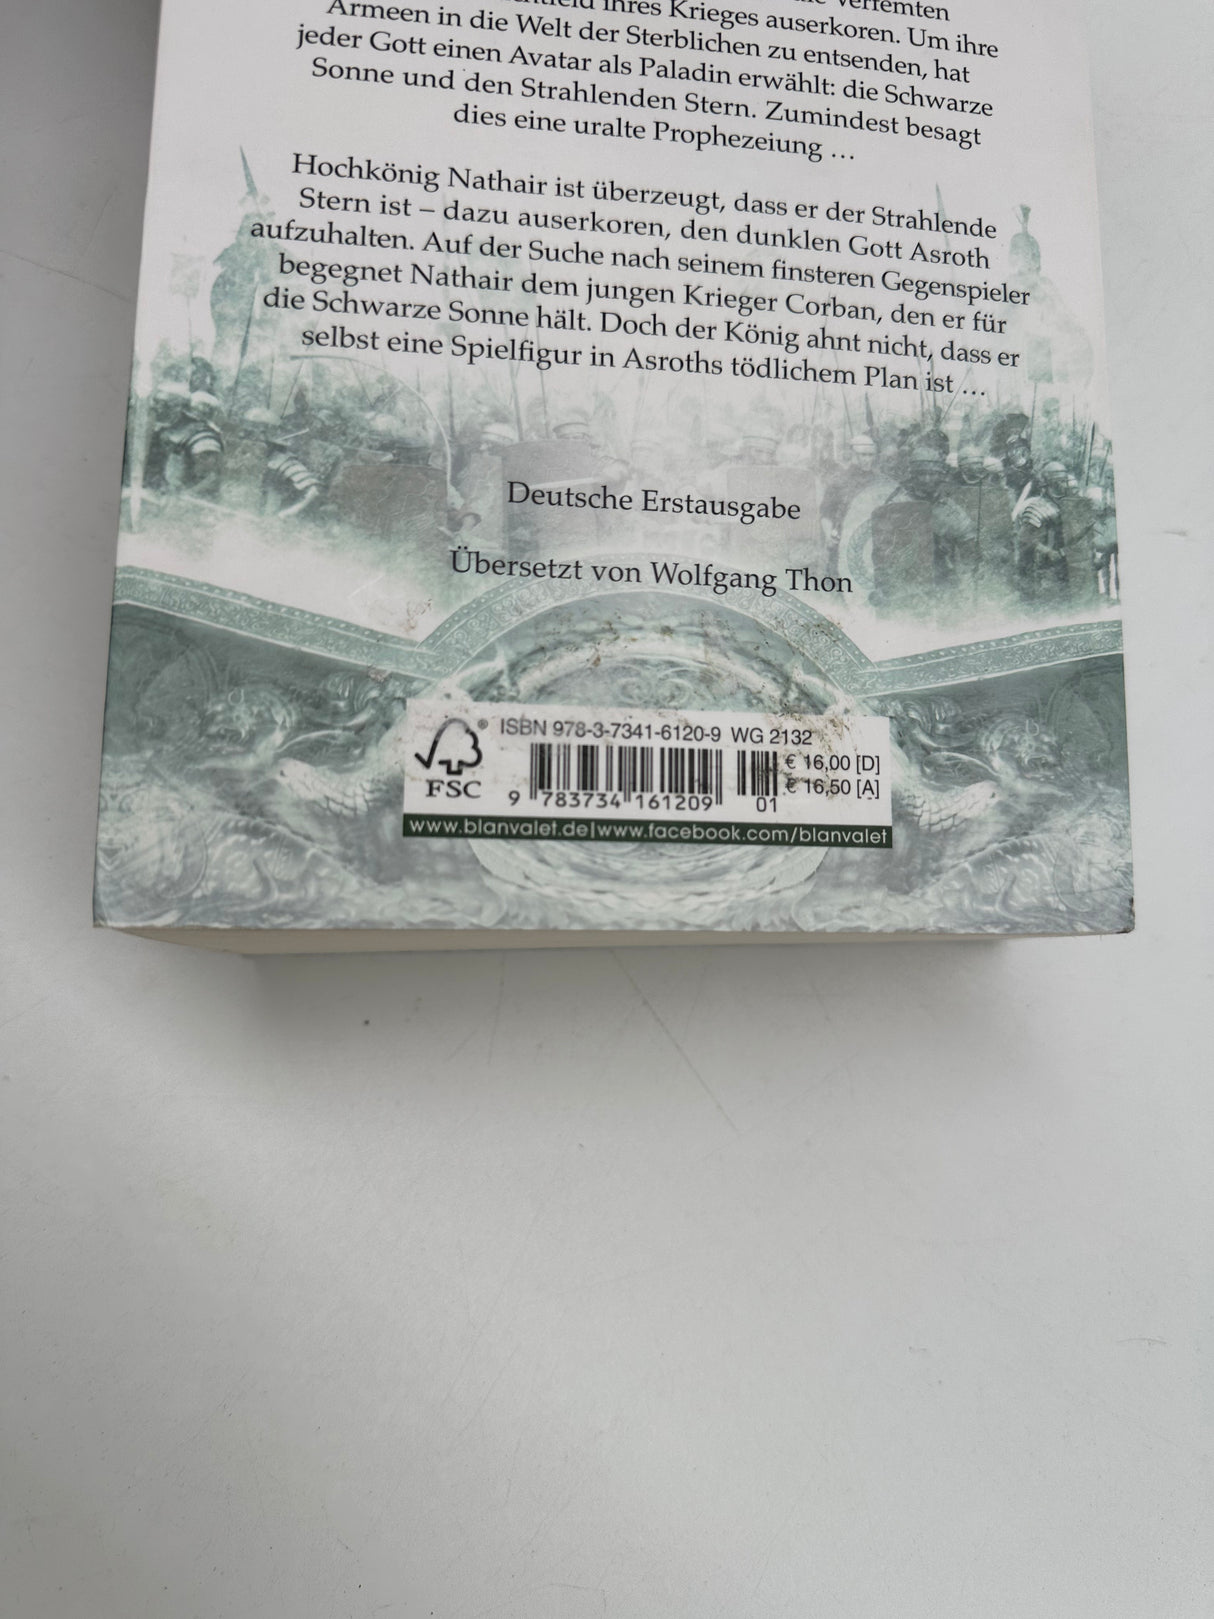 ihres Krieges auserkoren. Um ihre
Verfemten
Armeen in die Welt der Sterblichen zu entsenden, hat
jeder Gott einen Avatar als Paladin erwählt: die Schwarze
Sonne und den Strahlenden Stern. Zumindest besagt
dies eine uralte Prophezeiung ...
Hochkönig Nathair ist überzeugt, dass er der Strahlende
Stern ist – dazu auserkoren, den dunklen Gott Asroth
aufzuhalten. Auf der Suche nach seinem finsteren Gegenspieler
begegnet Nathair dem jungen Krieger Corban, den er für
die Schwarze Sonne hält. Doch der König ahnt nicht, dass er
selbst eine Spielfigur in Asroths tödlichem Plan ist ...
Deutsche Erstausgabe
Übersetzt von Wolfgang Thon
ISBN 978-3-7341-6120-9 WG 2132
€ 16,00 [D]
€ 16,50 [A]
FSC
®
9 783734 161209 01
www.blanvalet.de|www.facebook.com/blanvalet